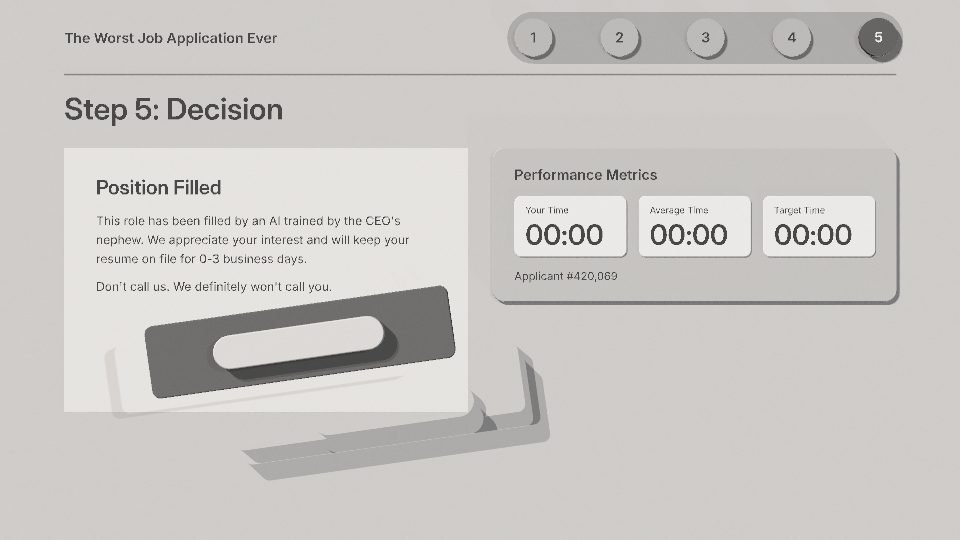 The Worst Job Application Ever
1
2
3
4
5
Step 5: Decision
Position Filled
This role has been filled by an AI trained by the CEO's
nephew. We appreciate your interest and will keep your
resume on file for 0-3 business days.
Don't call us. We definitely won't call you.
Performance Metrics
Your Time
00:00
Average Time
00:00
Target Time
00:00
Applicant #420,069